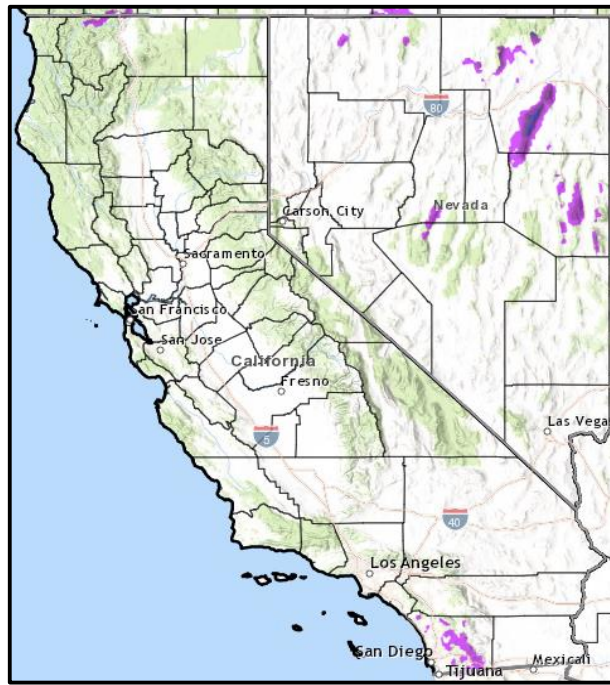 80
Nevada
Carson City
Sacramento
San Francisco
San Jose
California
Fresno
5
Las Vega
40
Los Angeles
San Diego
Mexicali
Tijuana